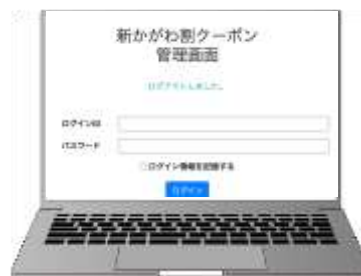 新かがわ割クーポン
管理画面
ログアウトしました。
ログインID
パスワード
ログイン情報を記憶する
ログイン